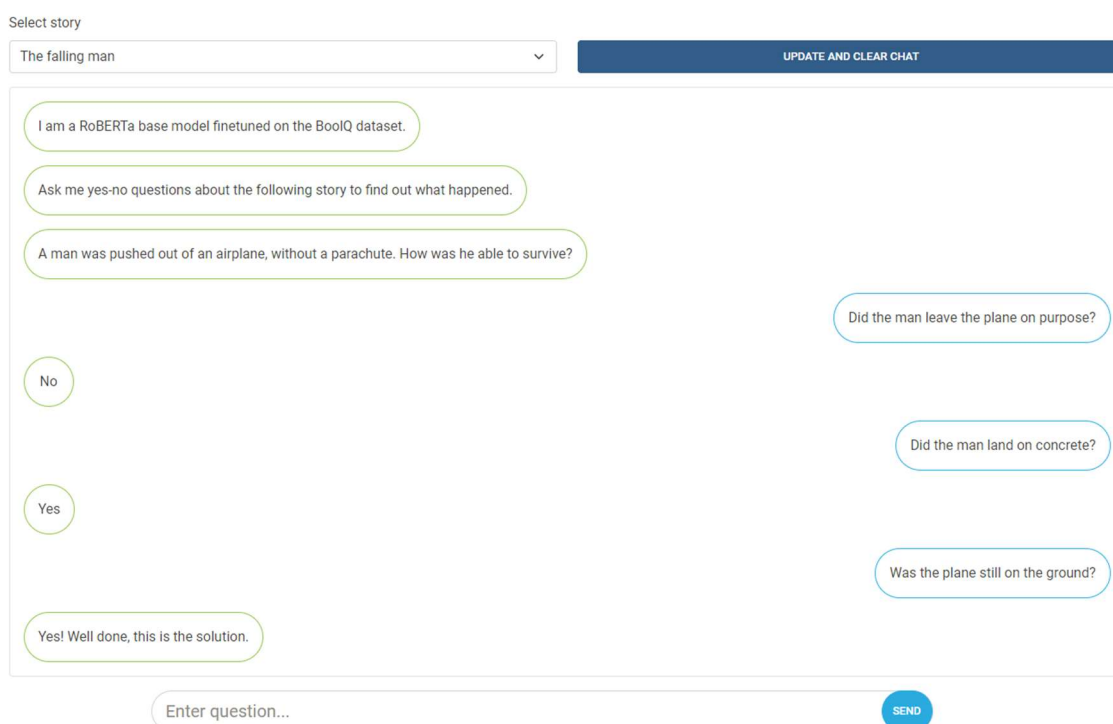 Select story
The falling man
UPDATE AND CLEAR CHAT
I am a RoBERTa base model finetuned on the BoolQ dataset.
Ask me yes-no questions about the following story to find out what happened.
A man was pushed out of an airplane, without a parachute. How was he able to survive?
Did the man leave the plane on purpose?
No
Did the man land on concrete?
Yes
Was the plane still on the ground?
Yes! Well done, this is the solution.
Enter question...
SEND